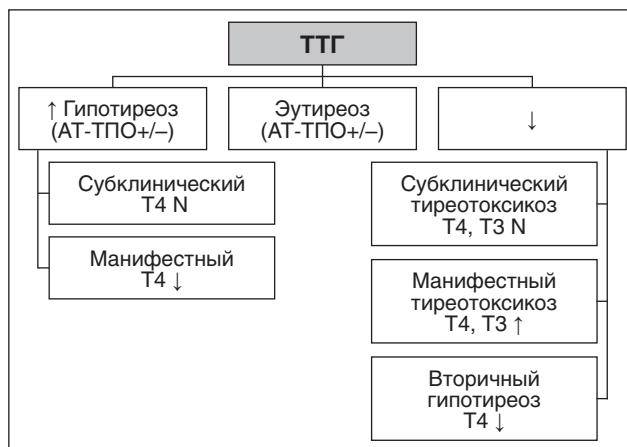 ТТГ
↑ Гипотиреоз
(АТ-ТПО+/–)
Эутиреоз
(АТ-ТПО+/–)
↓
Субклинический
Т4 N
Манифестный
Т4 ↓
Субклинический
тиреотоксикоз
Т4, Т3 N
Манифестный
тиреотоксикоз
Т4, Т3 ↑
Вторичный
гипотиреоз
Т4 ↓